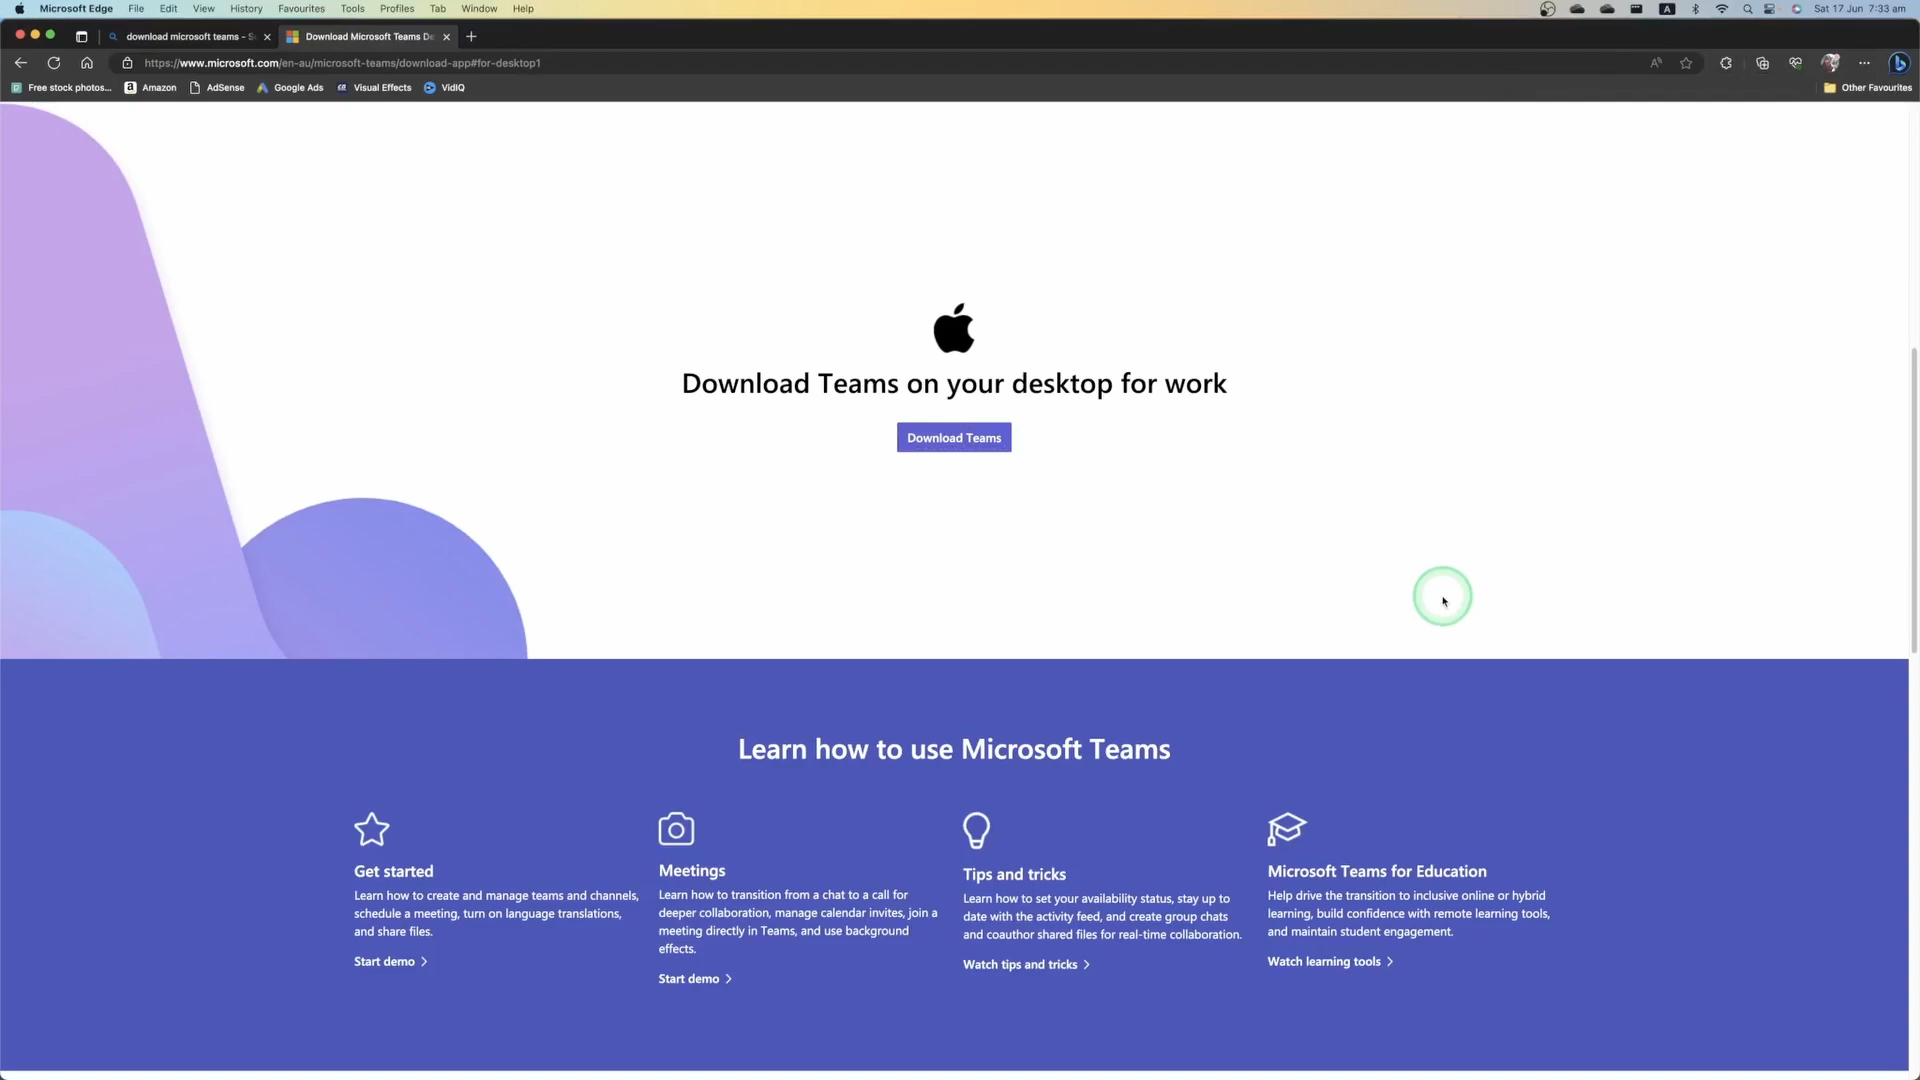 Microsoft Edge File Edit View History Favourites Tools Profiles Tab Window Help
A Sat 17 Jun 7:33 am
download microsoft teams - S
Download Microsoft Teams De
https://www.microsoft.com/en-au/microsoft-teams/download-app#for-desktop1
Free stock photos... Amazon AdSense Google Ads Visual Effects VidIQ Other Favourites
Download Teams on your desktop for work
Download Teams
Learn how to use Microsoft Teams
Get started
Learn how to create and manage teams and channels,
schedule a meeting, turn on language translations,
and share files.
Start demo
Meetings
Learn how to transition from a chat to a call for
deeper collaboration, manage calendar invites, join a
meeting directly in Teams, and use background
effects.
Start demo
Tips and tricks
Learn how to set your availability status, stay up to
date with the activity feed, and create group chats
and coauthor shared files for real-time collaboration.
Watch tips and tricks
Microsoft Teams for Education
Help drive the transition to inclusive online or hybrid
learning, build confidence with remote learning tools,
and maintain student engagement.
Watch learning tools